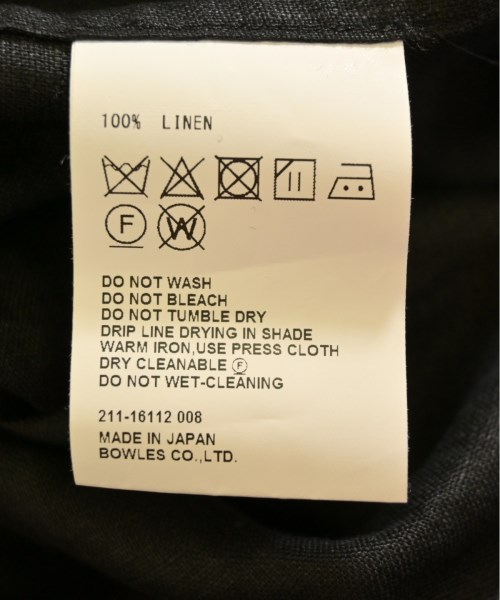 100% LINEN
F W
DO NOT WASH
DO NOT BLEACH
DO NOT TUMBLE DRY
DRIP LINE DRYING IN SHADE
WARM IRON,USE PRESS CLOTH
DRY CLEANABLE Ⓕ
DO NOT WET-CLEANING
211-16112 008
MADE IN JAPAN
BOWLES CO.,LTD.